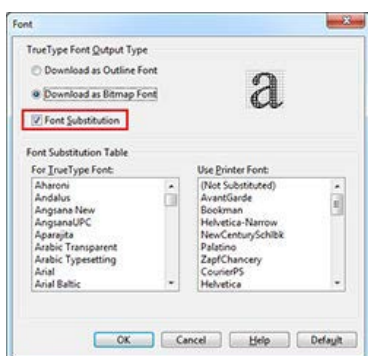 Font
TrueType Font Output Type
Download as Outline Font
Download as Bitmap Font
a
Font Substitution
Font Substitution Table
For TrueType Font:
Aharoni
Andalus
Angsana New
AngsanaUPC
Aparajita
Arabic Transparent
Arabic Typesetting
Arial
Arial Baltic
Use Printer Font:
(Not Substituted)
AvantGarde
Bookman
Helvetica-Narrow
NewCenturySchlbk
Palatino
ZapfChancery
CourierPS
Helvetica
OK
Cancel
Help
Default